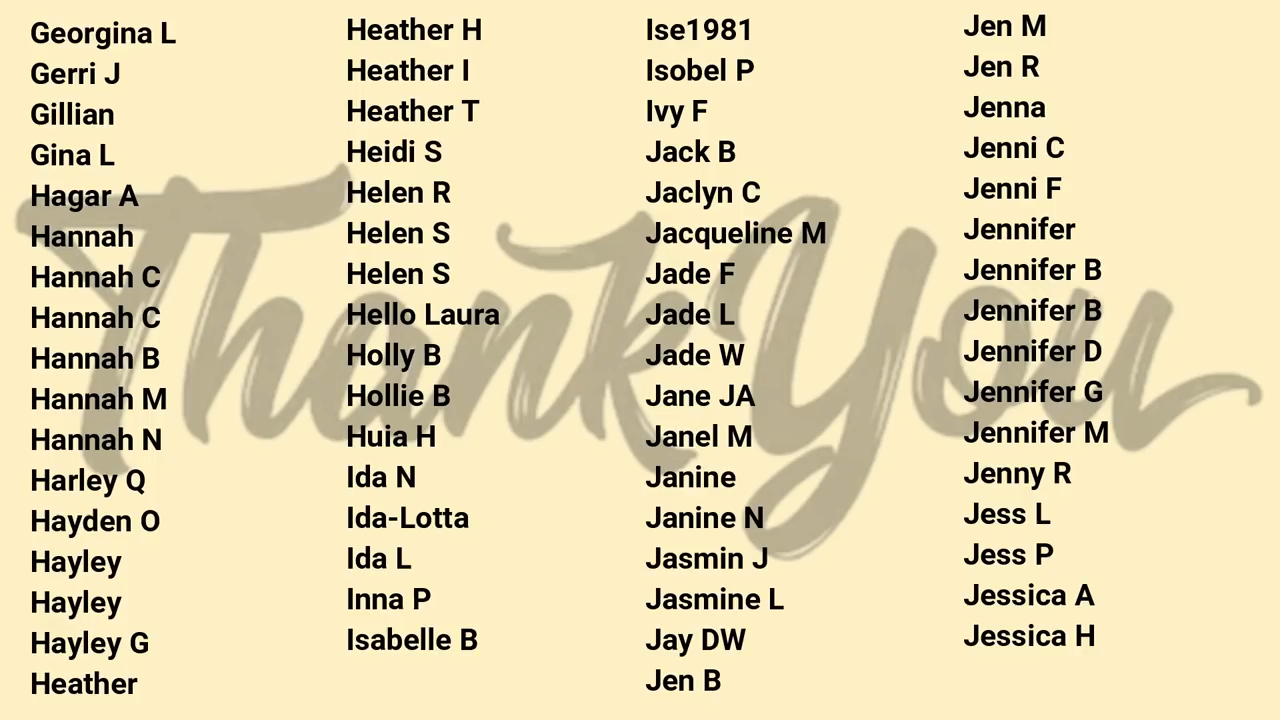 Georgina L
Gerri J
Gillian
Gina L
Hagar A
Hannah
Hannah C
Hannah C
Hannah B
Hannah M
Hannah N
Harley Q
Hayden O
Hayley
Hayley
Hayley G
Heather
Heather H
Heather I
Heather T
Heidi S
Helen R
Helen S
Helen S
Hello Laura
Holly B
Hollie B
Huia H
Ida N
Ida-Lotta
Ida L
Inna P
Isabelle B
Ise1981
Isobel P
Ivy F
Jack B
Jaclyn C
Jacqueline M
Jade F
Jade L
Jade W
Jane JA
Janel M
Janine
Janine N
Jasmin J
Jasmine L
Jay DW
Jen B
Jen M
Jen R
Jenna
Jenni C
Jenni F
Jennifer
Jennifer B
Jennifer B
Jennifer D
Jennifer G
Jennifer M
Jenny R
Jess L
Jess P
Jessica A
Jessica H
Thank You